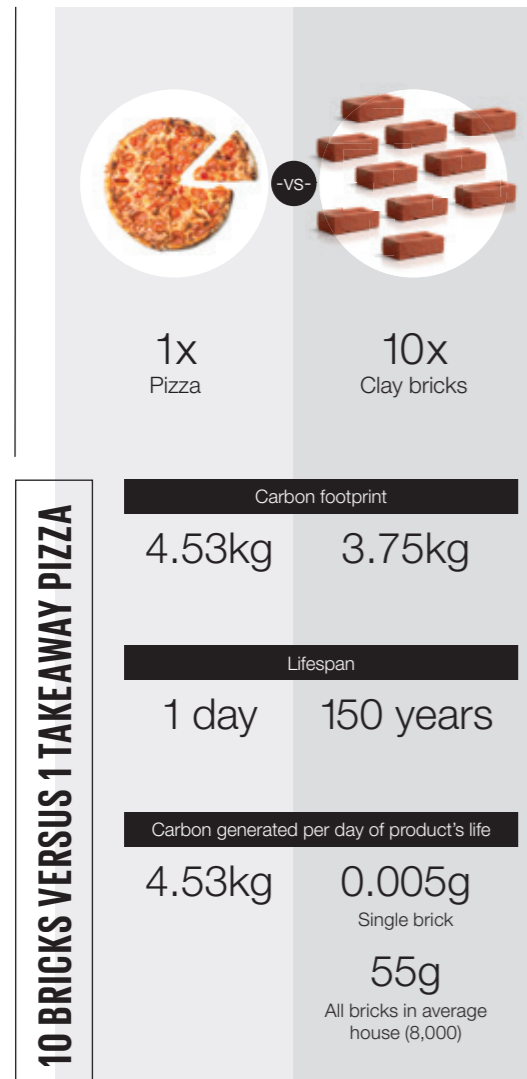 -vs-
1x
Pizza
10x
Clay bricks
10 BRICKS VERSUS 1 TAKEAWAY PIZZA
Carbon footprint
4.53kg
3.75kg
Lifespan
1 day
150 years
Carbon generated per day of product's life
4.53kg
0.005g
Single brick
55g
All bricks in average
house (8,000)